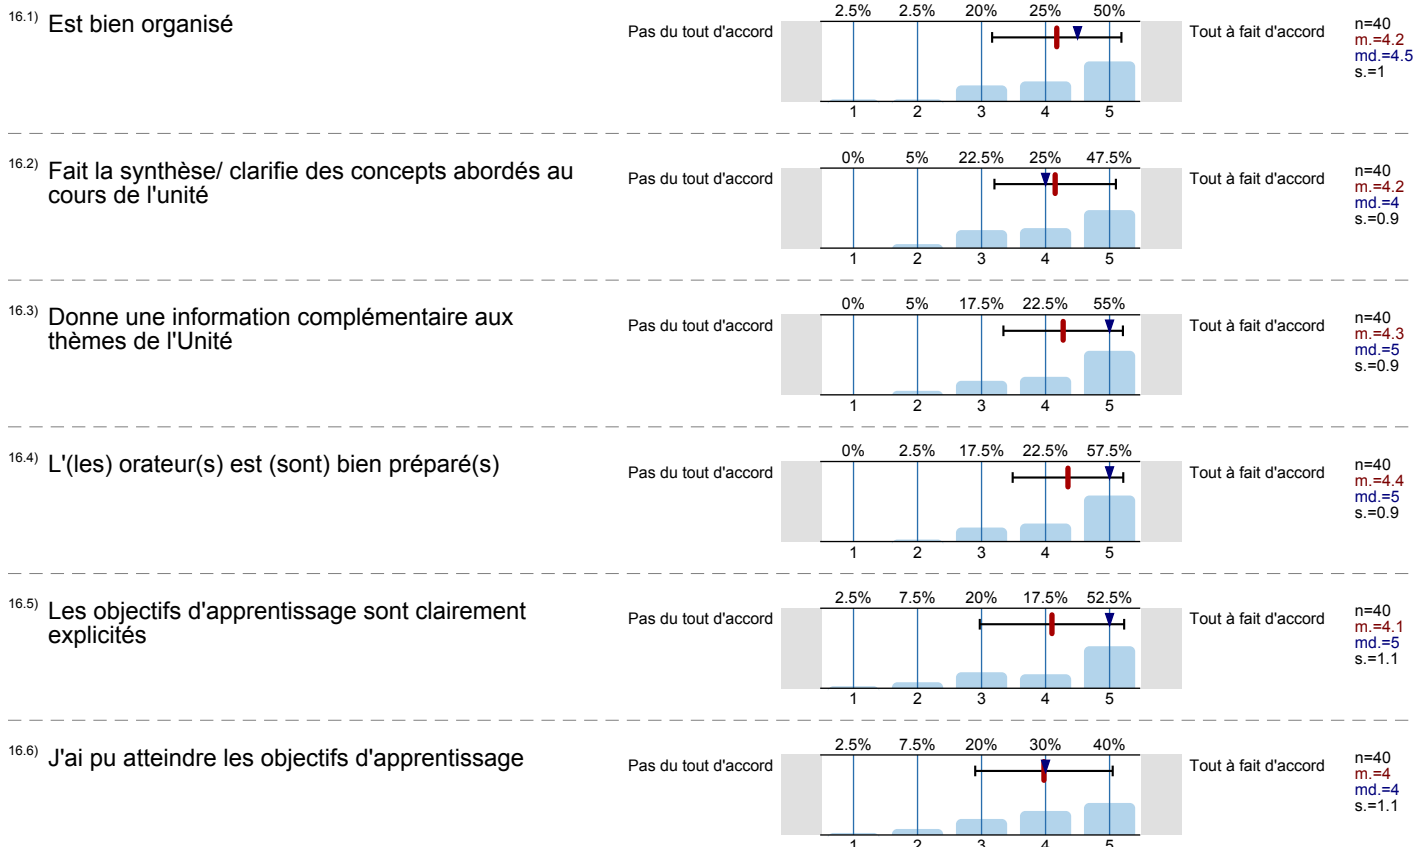 16.1) Est bien organisé
Pas du tout d'accord
2.5% 2.5% 20% 25% 50%
1 2 3 4 5
Tout à fait d'accord
n=40
m.=4.2
md.=4.5
s.=1
16.2) Fait la synthèse/ clarifie des concepts abordés au
cours de l'unité
Pas du tout d'accord
0% 5% 22.5% 25% 47.5%
1 2 3 4 5
Tout à fait d'accord
n=40
m.=4.2
md.=4
s.=0.9
16.3) Donne une information complémentaire aux
thèmes de l'Unité
Pas du tout d'accord
0% 5% 17.5% 22.5% 55%
1 2 3 4 5
Tout à fait d'accord
n=40
m.=4.3
md.=5
s.=0.9
16.4) L'(les) orateur(s) est (sont) bien préparé(s)
Pas du tout d'accord
0% 2.5% 17.5% 22.5% 57.5%
1 2 3 4 5
Tout à fait d'accord
n=40
m.=4.4
md.=5
s.=0.9
16.5) Les objectifs d'apprentissage sont clairement
explicités
Pas du tout d'accord
2.5% 7.5% 20% 17.5% 52.5%
1 2 3 4 5
Tout à fait d'accord
n=40
m.=4.1
md.=5
s.=1.1
16.6) J'ai pu atteindre les objectifs d'apprentissage
Pas du tout d'accord
2.5% 7.5% 20% 30% 40%
1 2 3 4 5
Tout à fait d'accord
n=40
m.=4
md.=4
s.=1.1